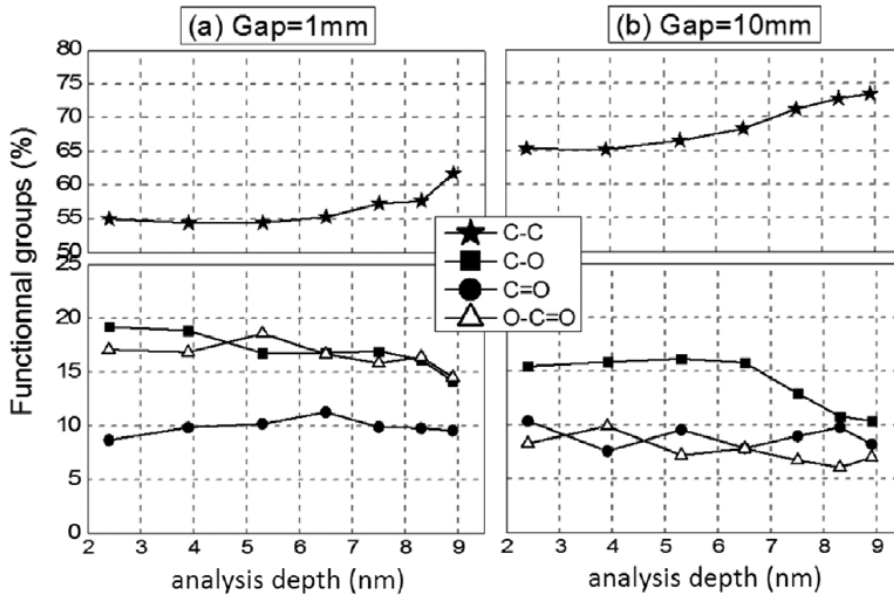 (a) Gap=1mm
(b) Gap=10mm
Functionnal groups (%)
80
75
70
65
60
55
50
25
20
15
10
5
0
C-C
C-O
C=O
O-C=O
2 3 4 5 6 7 8 9
2 3 4 5 6 7 8 9
analysis depth (nm)
analysis depth (nm)